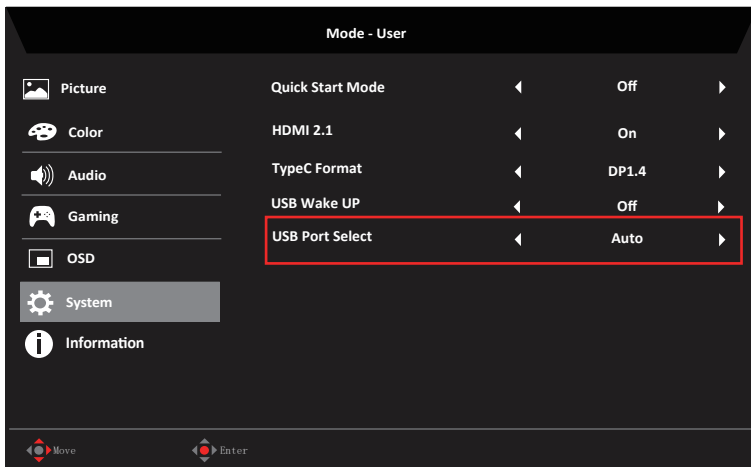 Mode - User
Picture
Quick Start Mode Off
Color
HDMI 2.1 On
Audio
TypeC Format DP1.4
Gaming
USB Wake UP Off
USB Port Select Auto
OSD
System
Information
Move Enter